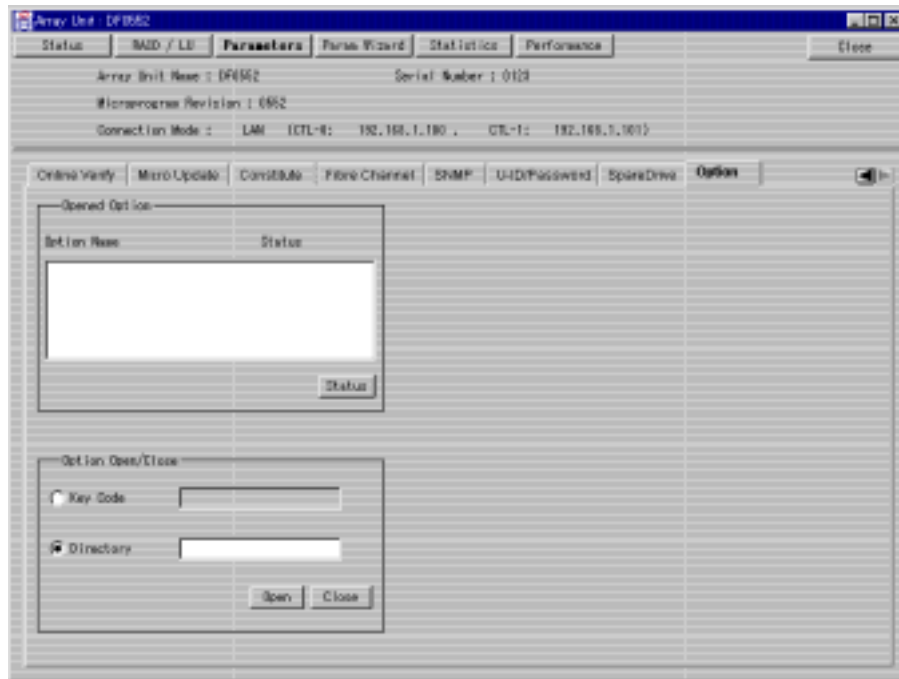 Array Unit : DF0552
Status RAID / LU Parameters Param Wizard Statistics Performance Close
Array Unit Name : DF0552 Serial Number : 0123
Microprogram Revision : 0552
Connection Mode : LAN (CTL-0: 192.168.1.100 , CTL-1: 192.168.1.101)
Online Verify Micro Update Constitute Fibre Channel SNMP U-ID/Password SpareDrive Option
Opened Option
Option Name Status
Status
Option Open/Close
Key Code
Directory
Open Close